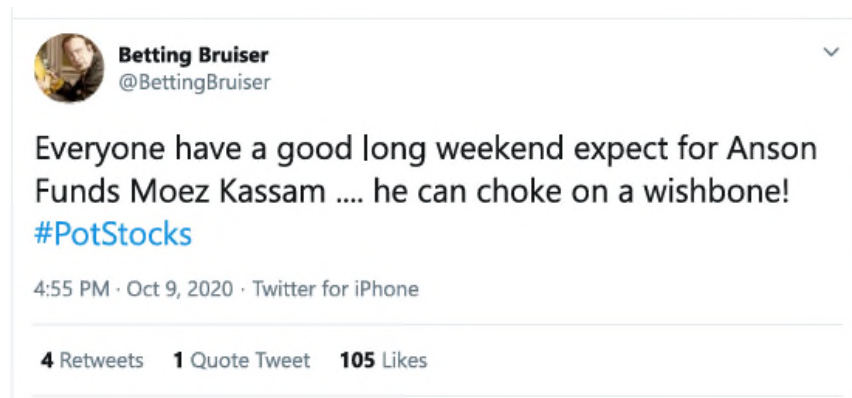 Betting Bruiser
@BettingBruiser
Everyone have a good long weekend expect for Anson
Funds Moez Kassam .... he can choke on a wishbone!
#PotStocks
4:55 PM · Oct 9, 2020 · Twitter for iPhone
4 Retweets 1 Quote Tweet 105 Likes